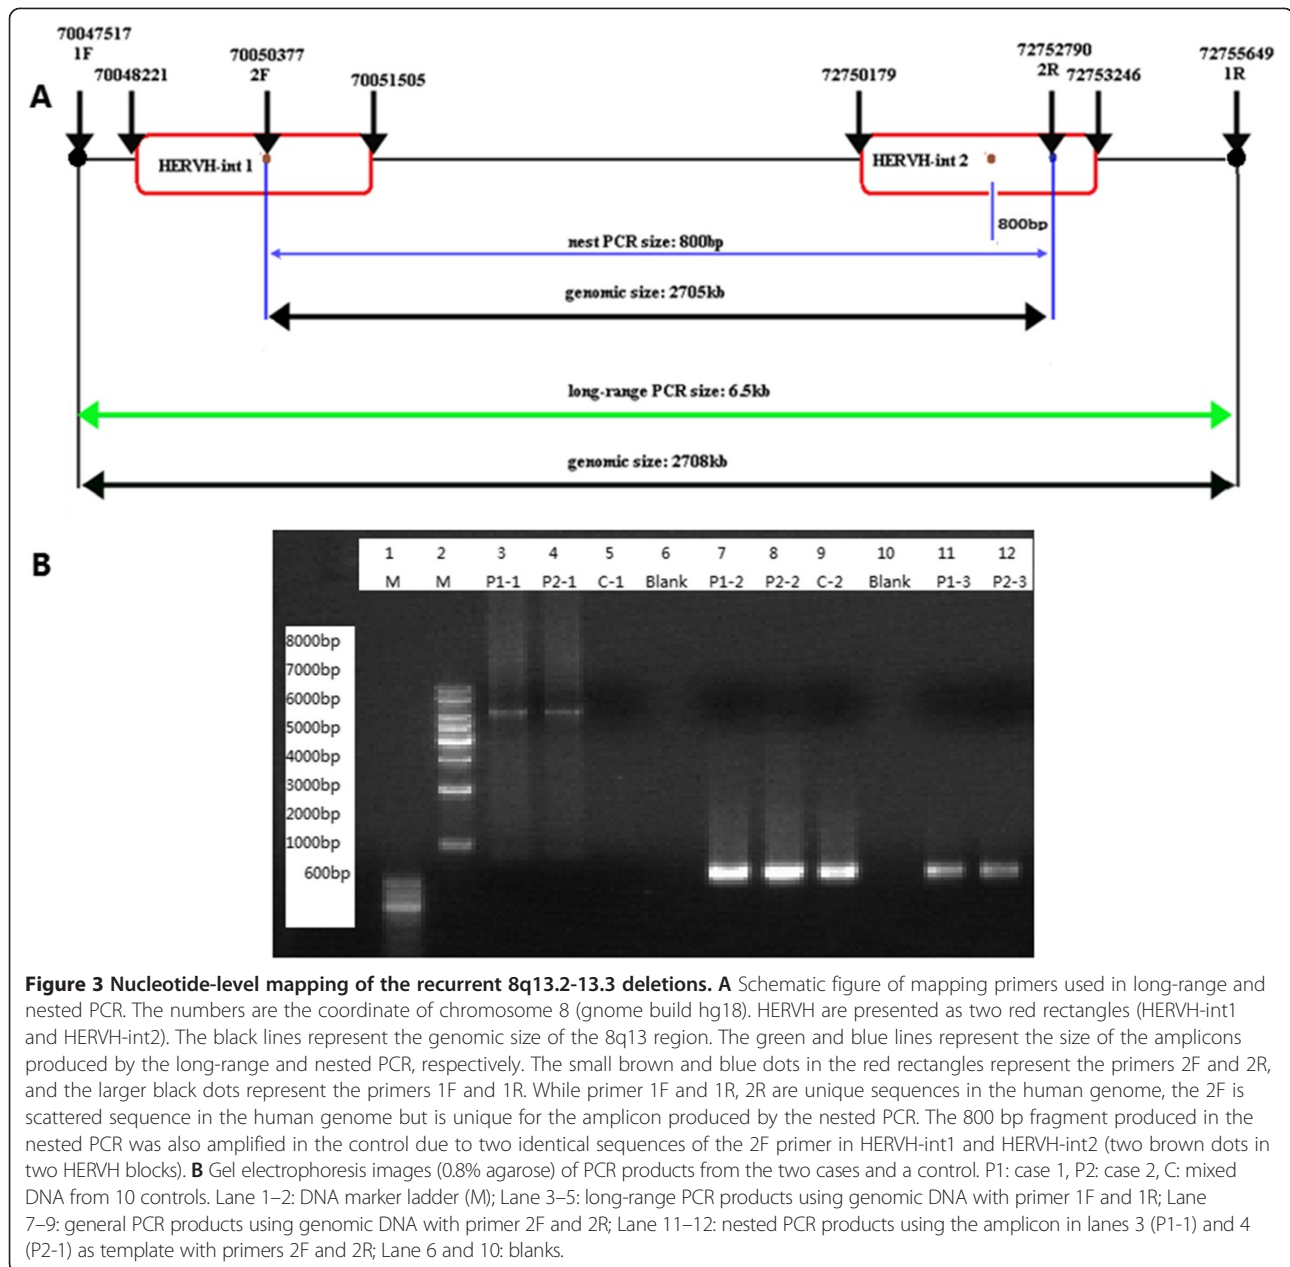 70047517
1F
70048221
70050377
2F
70051505
72750179
72752790
2R
72753246
72755649
1R
A
HERVH-int 1
HERVH-int 2
800bp
nest PCR size: 800bp
genomic size: 2705kb
long-range PCR size: 6.5kb
genomic size: 2708kb
B
1 2 3 4 5 6 7 8 9 10 11 12
M M P1-1 P2-1 C-1 Blank P1-2 P2-2 C-2 Blank P1-3 P2-3
8000bp
7000bp
6000bp
5000bp
4000bp
3000bp
2000bp
1000bp
600bp
Figure 3 Nucleotide-level mapping of the recurrent 8q13.2-13.3 deletions. A Schematic figure of mapping primers used in long-range and
nested PCR. The numbers are the coordinate of chromosome 8 (gnome build hg18). HERVH are presented as two red rectangles (HERVH-int1
and HERVH-int2). The black lines represent the genomic size of the 8q13 region. The green and blue lines represent the size of the amplicons
produced by the long-range and nested PCR, respectively. The small brown and blue dots in the red rectangles represent the primers 2F and 2R,
and the larger black dots represent the primers 1F and 1R. While primer 1F and 1R, 2R are unique sequences in the human genome, the 2F is
scattered sequence in the human genome but is unique for the amplicon produced by the nested PCR. The 800 bp fragment produced in the
nested PCR was also amplified in the control due to two identical sequences of the 2F primer in HERVH-int1 and HERVH-int2 (two brown dots in
two HERVH blocks). B Gel electrophoresis images (0.8% agarose) of PCR products from the two cases and a control. P1: case 1, P2: case 2, C: mixed
DNA from 10 controls. Lane 1–2: DNA marker ladder (M); Lane 3–5: long-range PCR products using genomic DNA with primer 1F and 1R; Lane
7–9: general PCR products using genomic DNA with primer 2F and 2R; Lane 11–12: nested PCR products using the amplicon in lanes 3 (P1-1) and 4
(P2-1) as template with primers 2F and 2R; Lane 6 and 10: blanks.